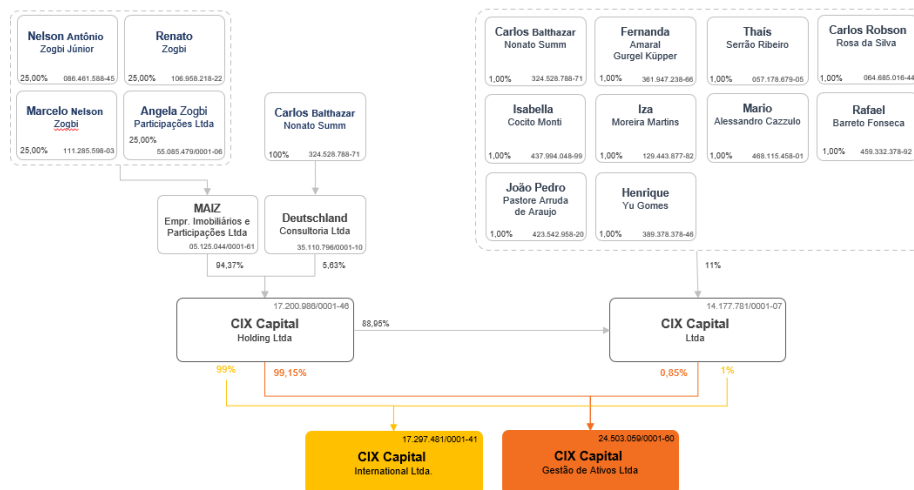 Nelson Antônio
Zogbi Júnior
25,00% 086.461.588-45
Renato
Zogbi
25,00% 106.958.218-22
Marcelo Nelson
Zogbi
25,00% 111.285.598-03
Angela Zogbi
Participações Ltda
25,00%
55.085.479/0001-06
Carlos Balthazar
Nonato Summ
100% 324.528.788-71
Carlos Balthazar
Nonato Summ
1,00% 324.528.788-71
Fernanda
Amaral
Gurgel Küpper
1,00% 361.947.238-66
Thaís
Serrão Ribeiro
1,00% 057.178.679-05
Carlos Robson
Rosa da Silva
1,00% 064.685.016-44
Isabella
Cocito Monti
1,00% 437.994.048-99
Iza
Moreira Martins
1,00% 129.443.877-82
Mario
Alessandro Cazzulo
1,00% 468.115.458-01
Rafael
Barreto Fonseca
1,00% 459.332.378-92
João Pedro
Pastore Arruda
de Araujo
1,00% 423.542.958-20
Henrique
Yu Gomes
1,00% 389.378.378-46
MAIZ
Empr. Imobiliários e
Participações Ltda
05.125.044/0001-61
Deutschland
Consultoria Ltda
35.110.796/0001-10
94,37%
5,63%
11%
17.200.986/0001-46
CIX Capital
Holding Ltda
88,95%
14.177.781/0001-07
CIX Capital
Ltda
99% 99,15%
0,85% 1%
17.297.481/0001-41
CIX Capital
International Ltda.
24.503.059/0001-60
CIX Capital
Gestão de Ativos Ltda